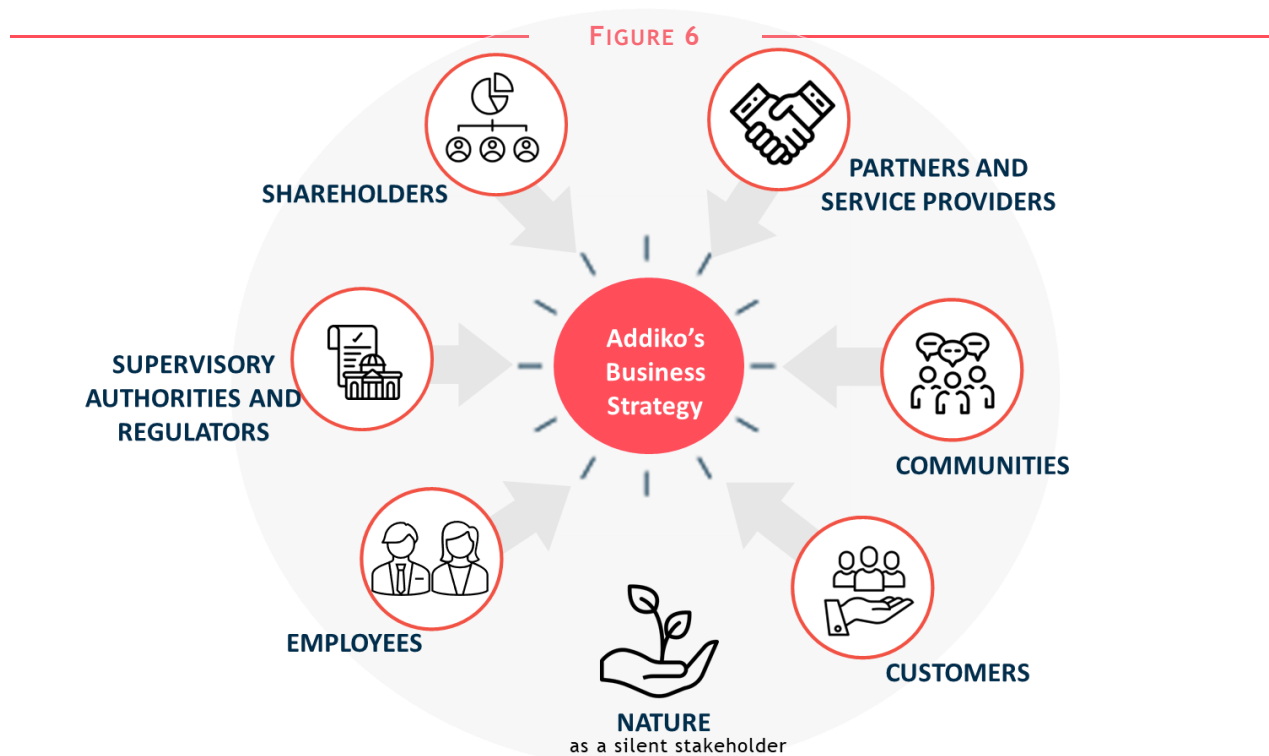 FIGURE 6
SHAREHOLDERS
PARTNERS AND
SERVICE PROVIDERS
SUPERVISORY
AUTHORITIES AND
REGULATORS
Addiko's
Business
Strategy
COMMUNITIES
EMPLOYEES
CUSTOMERS
NATURE
as a silent stakeholder